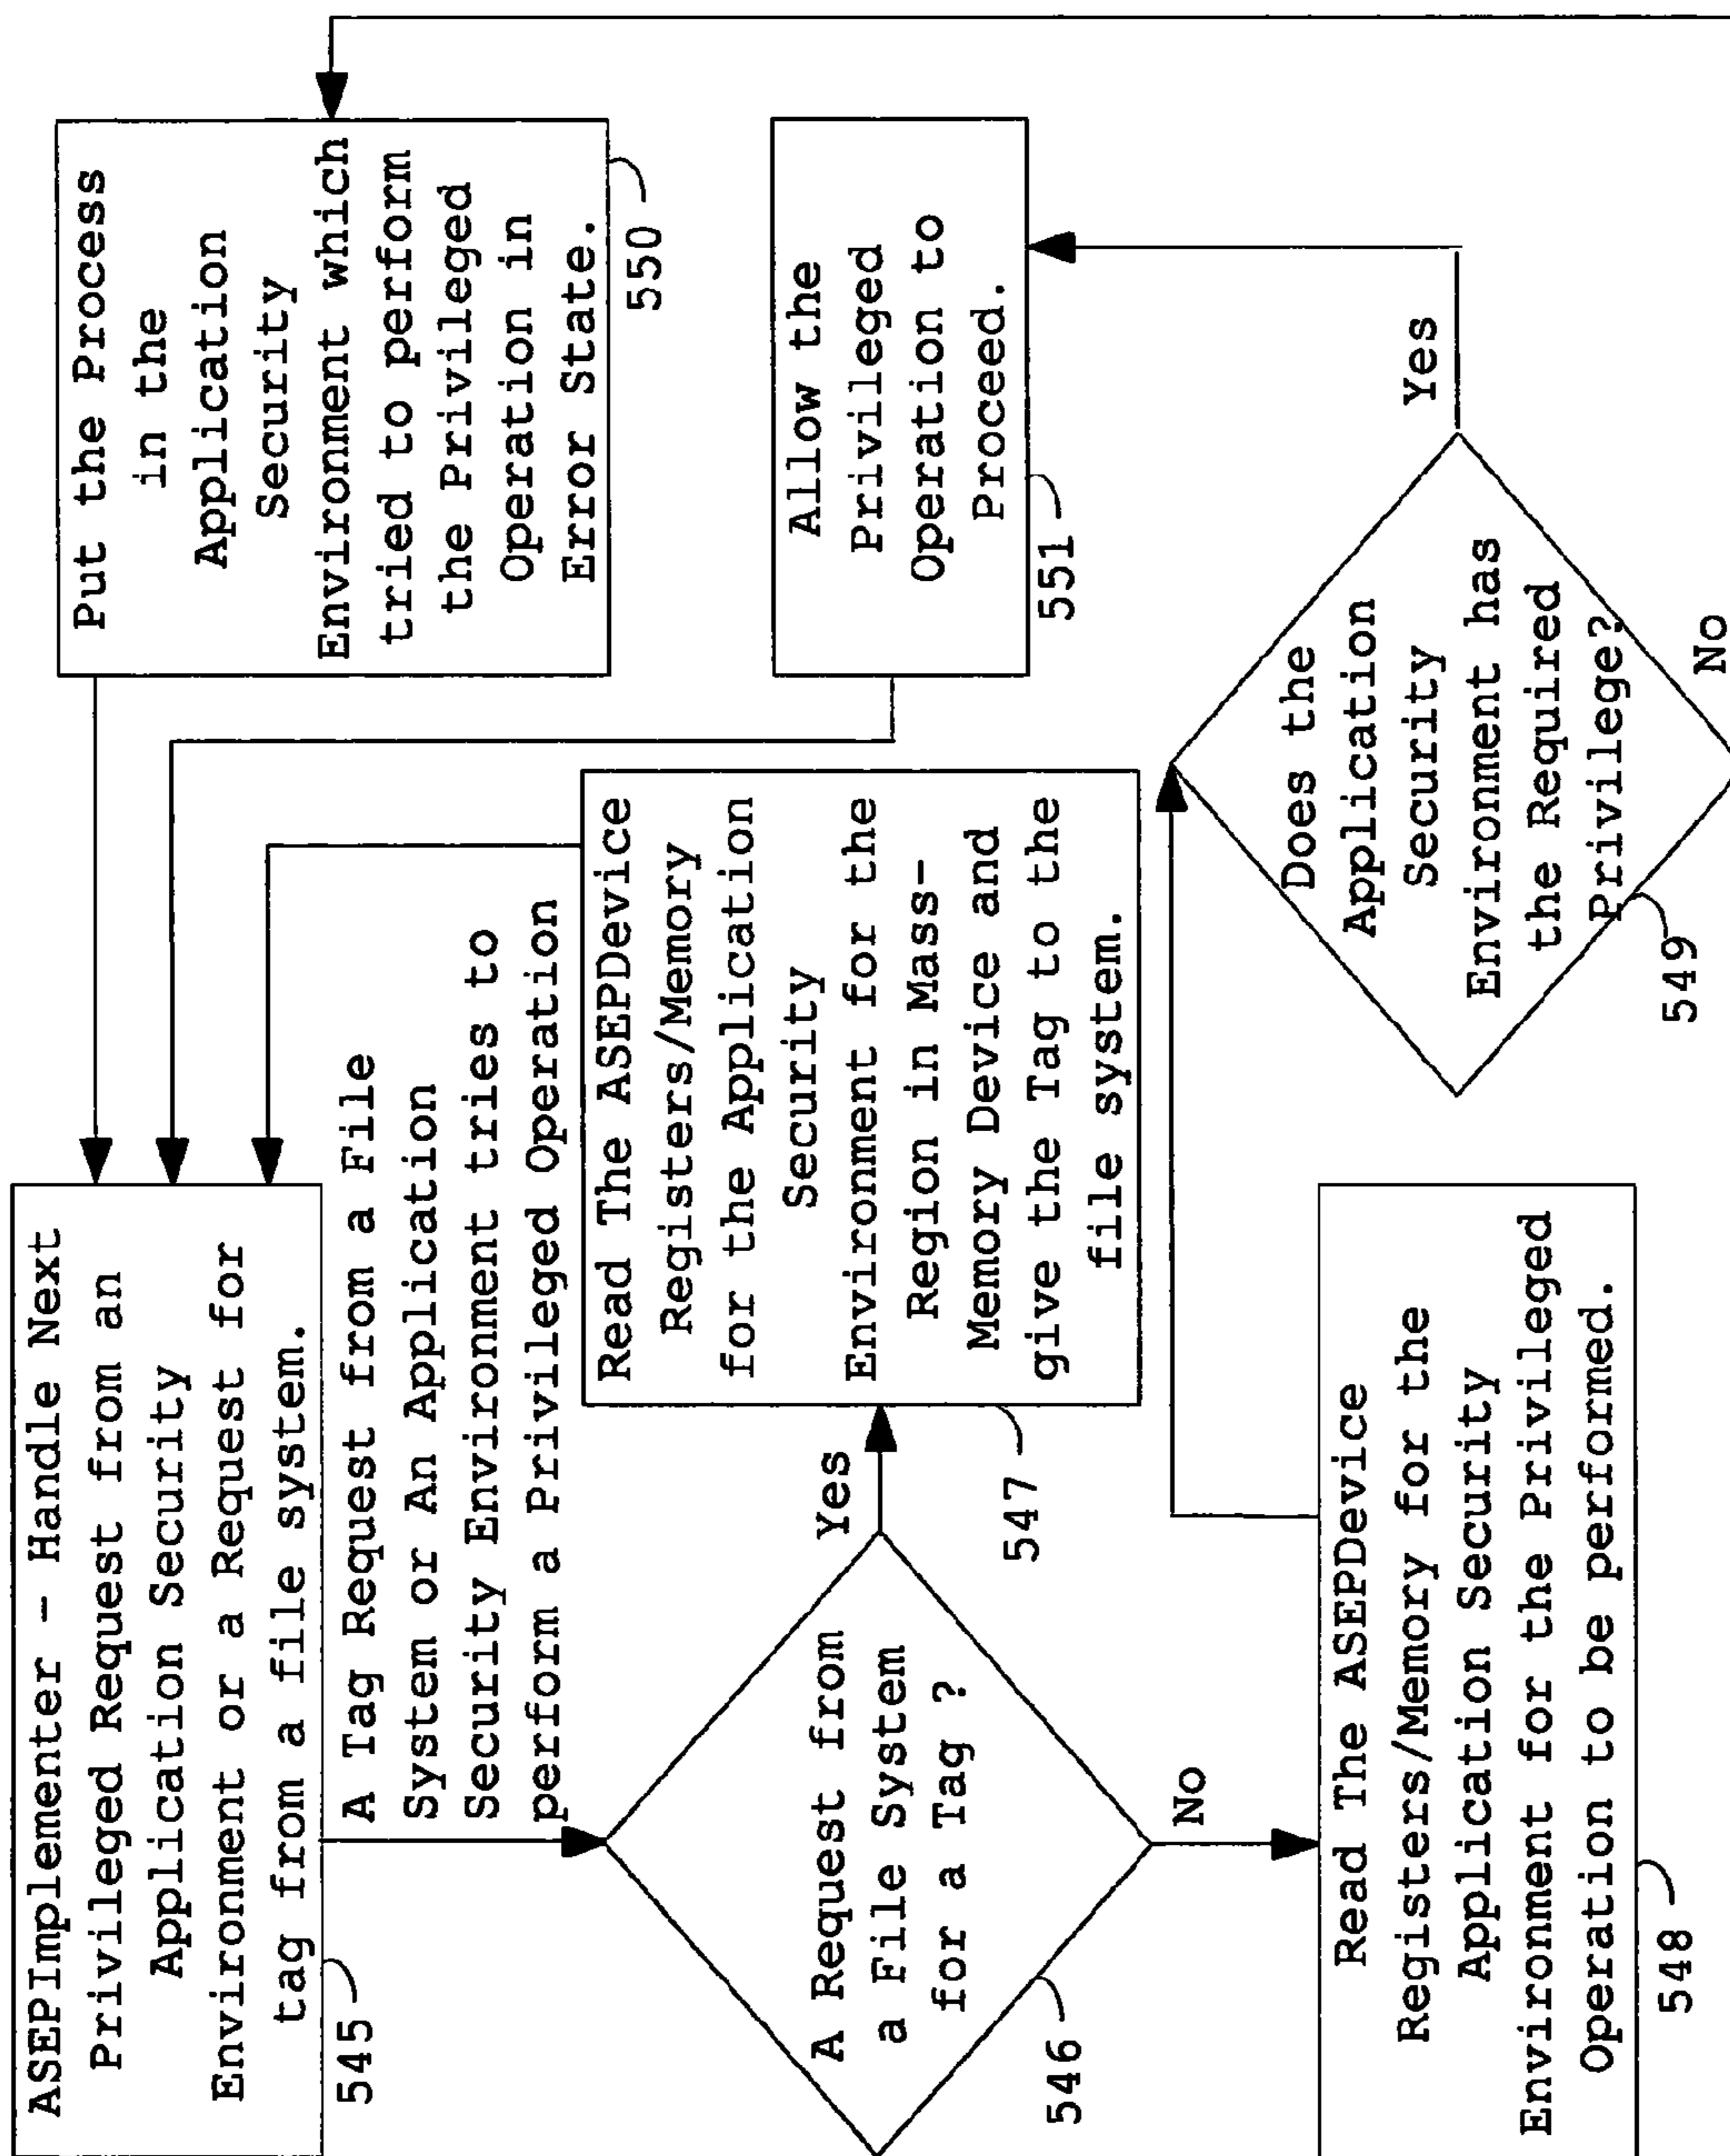 ASEPImplementer - Handle Next
Privileged Request from an
Application Security
Environment or a Request for
tag from a file system.
545
A Tag Request from a File
System or An Application
Security Environment tries to
perform a Privileged Operation
A Request from
a File System
for a Tag ?
546
Yes
No
Read The ASEPDevice
Registers/Memory
for the Application
Security
Environment for the
Region in Mass-
Memory Device and
give the Tag to the
file system.
547
Read The ASEPDevice
Registers/Memory for the
Application Security
Environment for the Privileged
Operation to be performed.
548
Does the
Application
Security
Environment has
the Required
Privilege?
549
Yes
No
Put the Process
in the
Application
Security
Environment which
tried to perform
the Privileged
Operation in
Error State.
550
Allow the
Privileged
Operation to
Proceed.
551